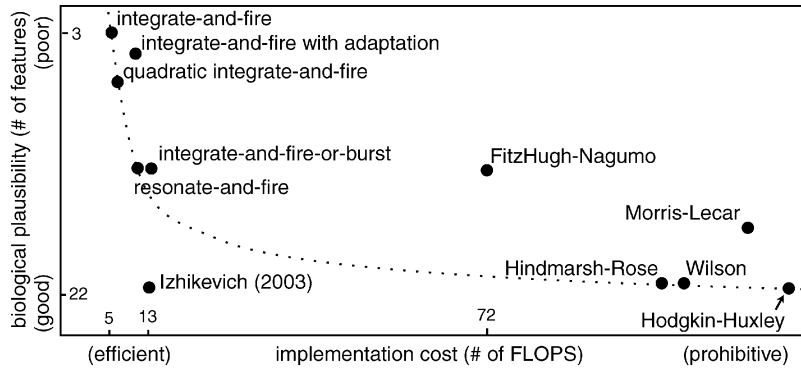 biological plausibility (# of features)
(poor)
(good)
3
22
integrate-and-fire
integrate-and-fire with adaptation
quadratic integrate-and-fire
integrate-and-fire-or-burst
resonate-and-fire
FitzHugh-Nagumo
Morris-Lecar
Hindmarsh-Rose
Wilson
Izhikevich (2003)
Hodgkin-Huxley
5
13
72
(efficient)
implementation cost (# of FLOPS)
(prohibitive)